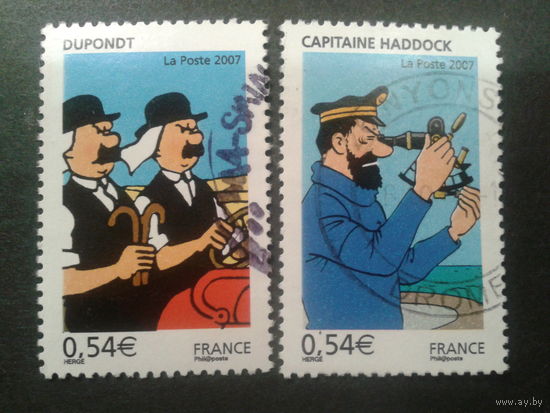 DUPONDT
La Poste 2007
0,54€
FRANCE
HERGÉ
Phil@poste
CAPITAINE HADDOCK
La Poste 2007
NYONS
0,54€
FRANCE
HERGÉ
Phil@poste
www.ay.by